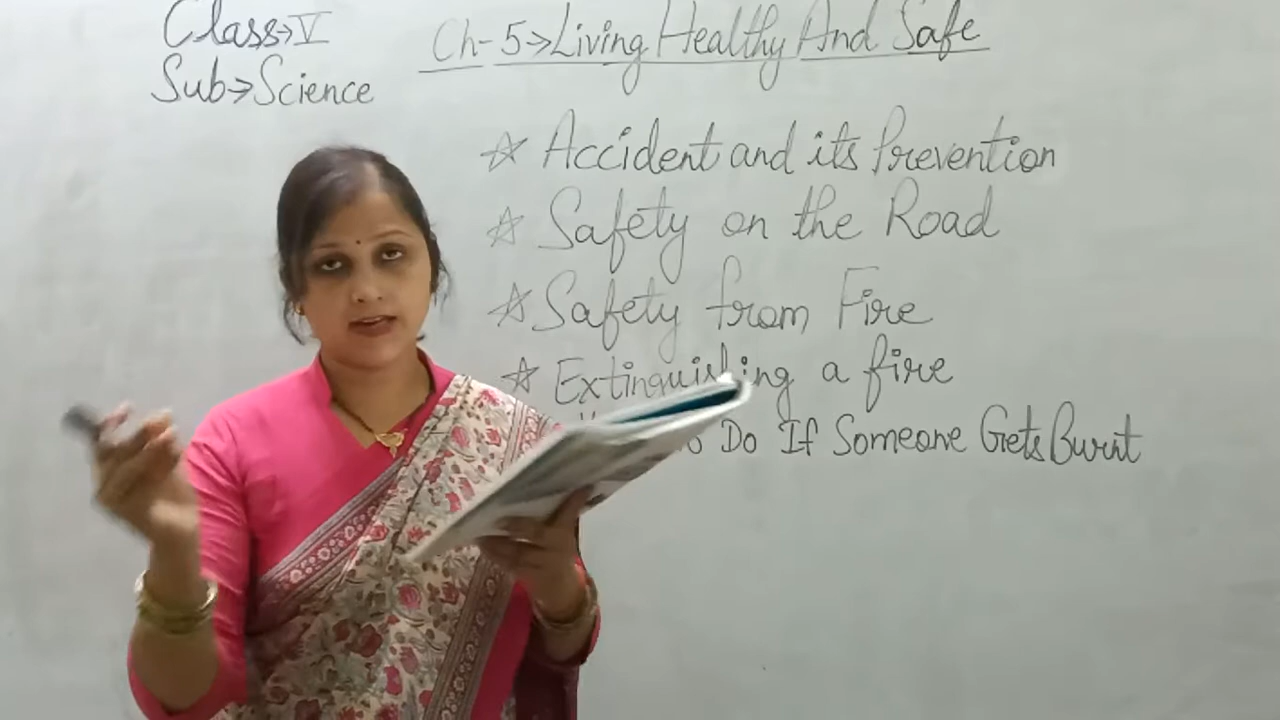 Class→V
Sub→Science
Ch-5→Living Healthy And Safe
☆ Accident and its Prevention
☆ Safety on the Road
☆ Safety from Fire
☆ Extinguishing a fire
Do If Someone Gets Burnt